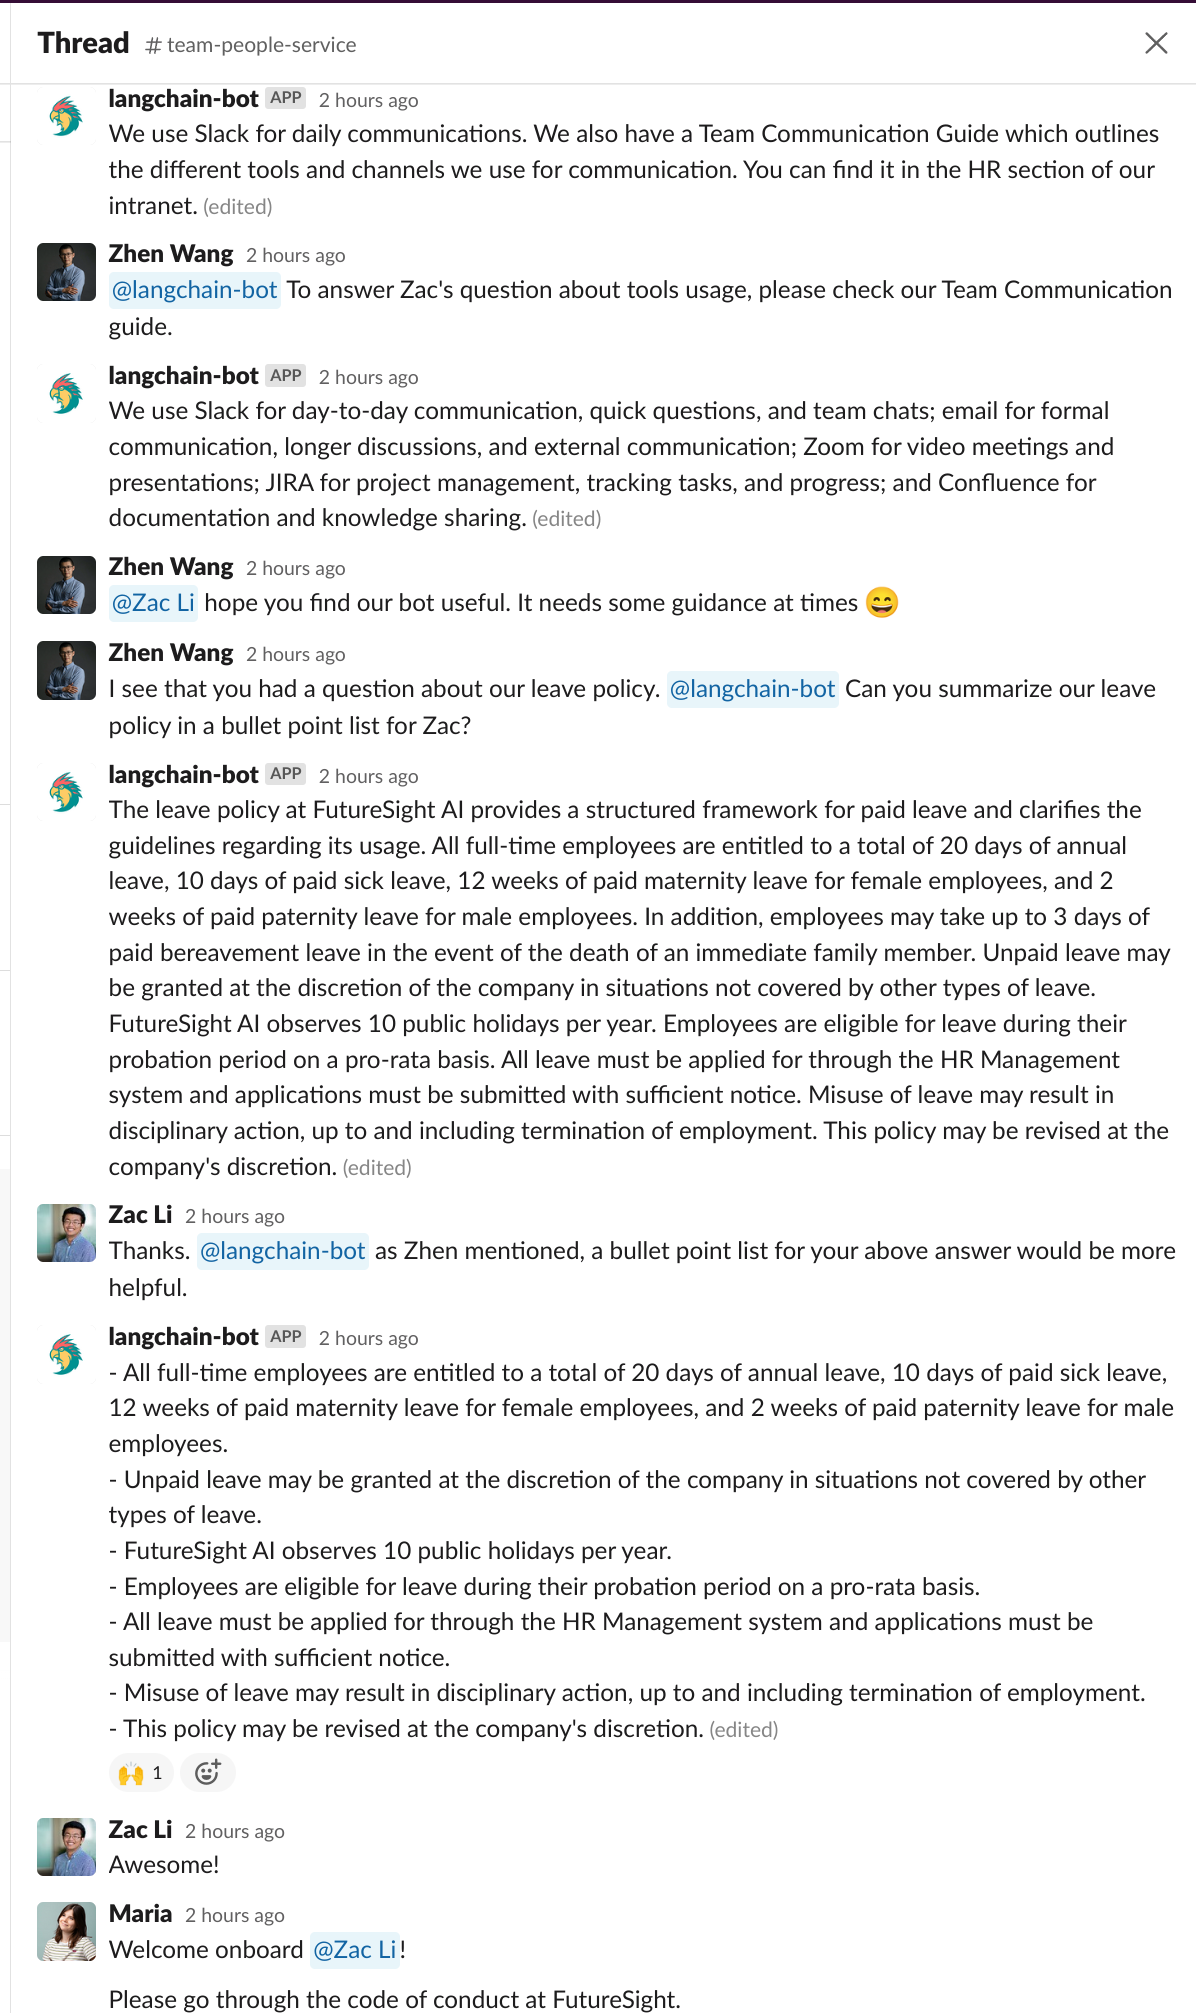 Thread # team-people-service
langchain-bot APP 2 hours ago
We use Slack for daily communications. We also have a Team Communication Guide which outlines
the different tools and channels we use for communication. You can find it in the HR section of our
intranet. (edited)
Zhen Wang 2 hours ago
@langchain-bot To answer Zac's question about tools usage, please check our Team Communication
guide.
langchain-bot APP 2 hours ago
We use Slack for day-to-day communication, quick questions, and team chats; email for formal
communication, longer discussions, and external communication; Zoom for video meetings and
presentations; JIRA for project management, tracking tasks, and progress; and Confluence for
documentation and knowledge sharing. (edited)
Zhen Wang 2 hours ago
@Zac Li hope you find our bot useful. It needs some guidance at times 😄
Zhen Wang 2 hours ago
I see that you had a question about our leave policy. @langchain-bot Can you summarize our leave
policy in a bullet point list for Zac?
langchain-bot APP 2 hours ago
The leave policy at FutureSight AI provides a structured framework for paid leave and clarifies the
guidelines regarding its usage. All full-time employees are entitled to a total of 20 days of annual
leave, 10 days of paid sick leave, 12 weeks of paid maternity leave for female employees, and 2
weeks of paid paternity leave for male employees. In addition, employees may take up to 3 days of
paid bereavement leave in the event of the death of an immediate family member. Unpaid leave may
be granted at the discretion of the company in situations not covered by other types of leave.
FutureSight AI observes 10 public holidays per year. Employees are eligible for leave during their
probation period on a pro-rata basis. All leave must be applied for through the HR Management
system and applications must be submitted with sufficient notice. Misuse of leave may result in
disciplinary action, up to and including termination of employment. This policy may be revised at the
company's discretion. (edited)
Zac Li 2 hours ago
Thanks. @langchain-bot as Zhen mentioned, a bullet point list for your above answer would be more
helpful.
langchain-bot APP 2 hours ago
- All full-time employees are entitled to a total of 20 days of annual leave, 10 days of paid sick leave,
12 weeks of paid maternity leave for female employees, and 2 weeks of paid paternity leave for male
employees.
- Unpaid leave may be granted at the discretion of the company in situations not covered by other
types of leave.
- FutureSight AI observes 10 public holidays per year.
- Employees are eligible for leave during their probation period on a pro-rata basis.
- All leave must be applied for through the HR Management system and applications must be
submitted with sufficient notice.
- Misuse of leave may result in disciplinary action, up to and including termination of employment.
- This policy may be revised at the company's discretion. (edited)
🙌 1
Zac Li 2 hours ago
Awesome!
Maria 2 hours ago
Welcome onboard @Zac Li!
Please go through the code of conduct at FutureSight.